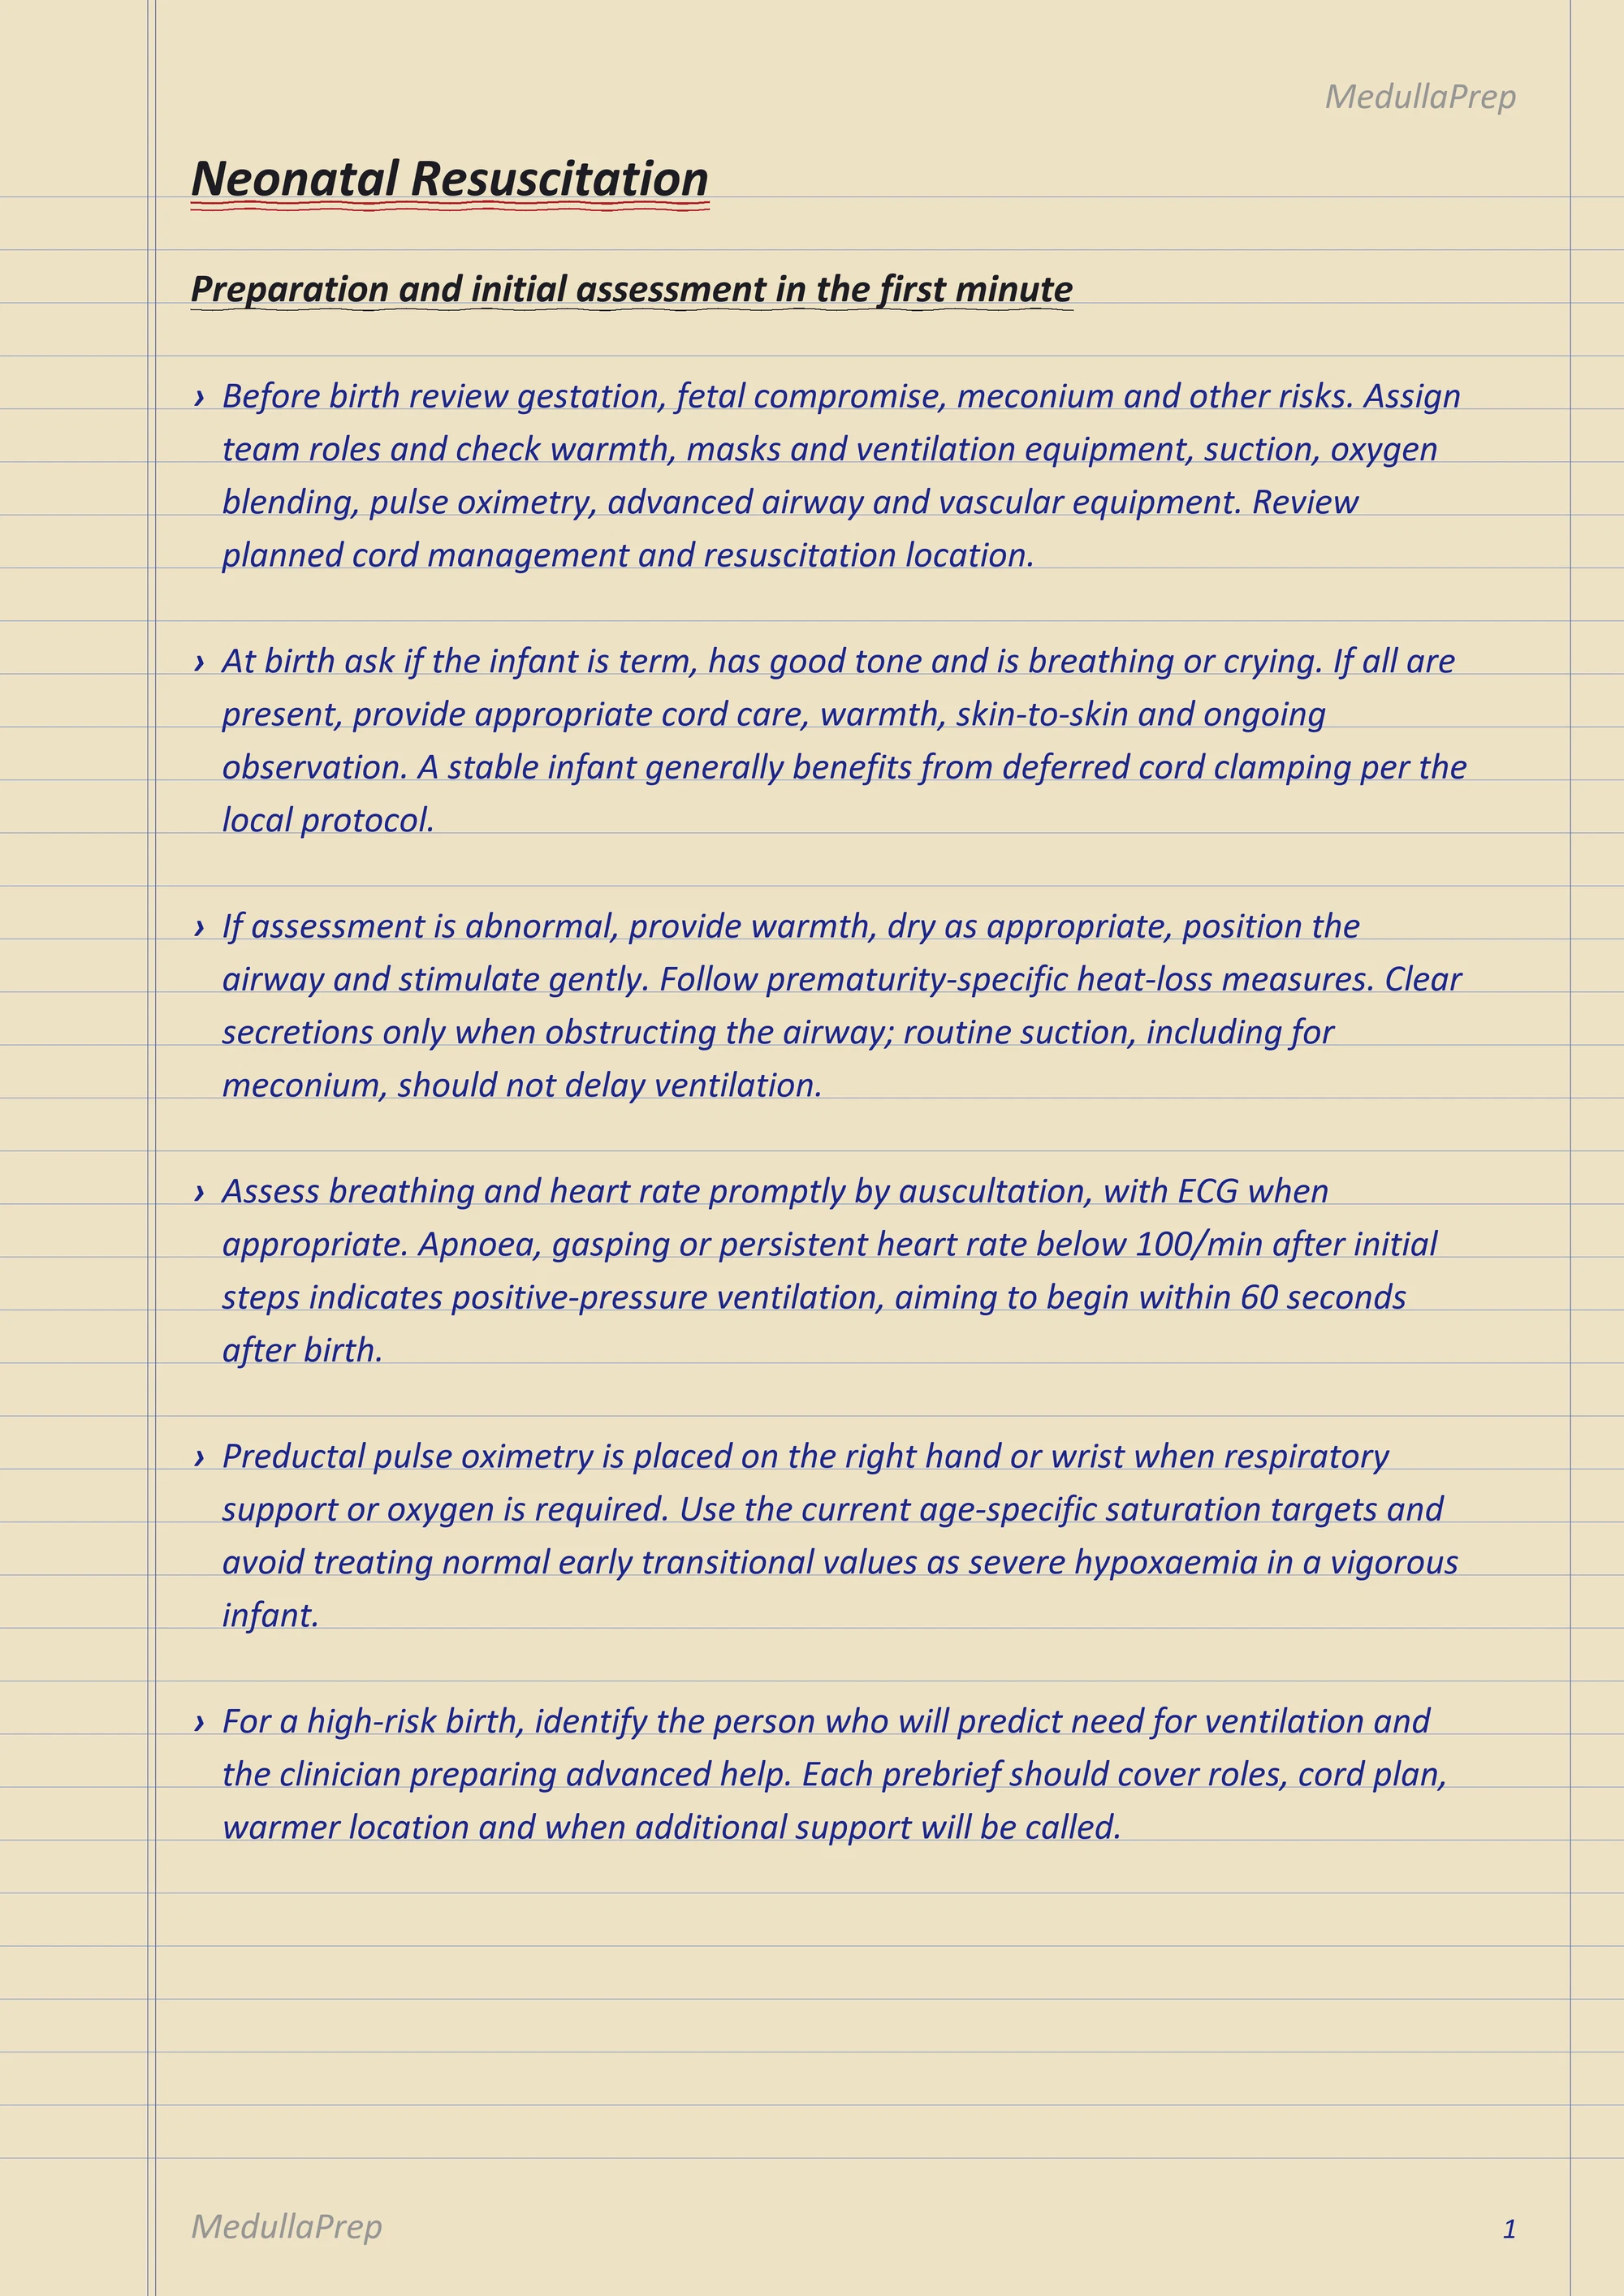 MedullaPrep
Neonatal Resuscitation
Preparation and initial assessment in the first minute
› Before birth review gestation, fetal compromise, meconium and other risks. Assign
team roles and check warmth, masks and ventilation equipment, suction, oxygen
blending, pulse oximetry, advanced airway and vascular equipment. Review
planned cord management and resuscitation location.
› At birth ask if the infant is term, has good tone and is breathing or crying. If all are
present, provide appropriate cord care, warmth, skin-to-skin and ongoing
observation. A stable infant generally benefits from deferred cord clamping per the
local protocol.
› If assessment is abnormal, provide warmth, dry as appropriate, position the
airway and stimulate gently. Follow prematurity-specific heat-loss measures. Clear
secretions only when obstructing the airway; routine suction, including for
meconium, should not delay ventilation.
› Assess breathing and heart rate promptly by auscultation, with ECG when
appropriate. Apnoea, gasping or persistent heart rate below 100/min after initial
steps indicates positive-pressure ventilation, aiming to begin within 60 seconds
after birth.
› Preductal pulse oximetry is placed on the right hand or wrist when respiratory
support or oxygen is required. Use the current age-specific saturation targets and
avoid treating normal early transitional values as severe hypoxaemia in a vigorous
infant.
› For a high-risk birth, identify the person who will predict need for ventilation and
the clinician preparing advanced help. Each prebrief should cover roles, cord plan,
warmer location and when additional support will be called.
MedullaPrep
1